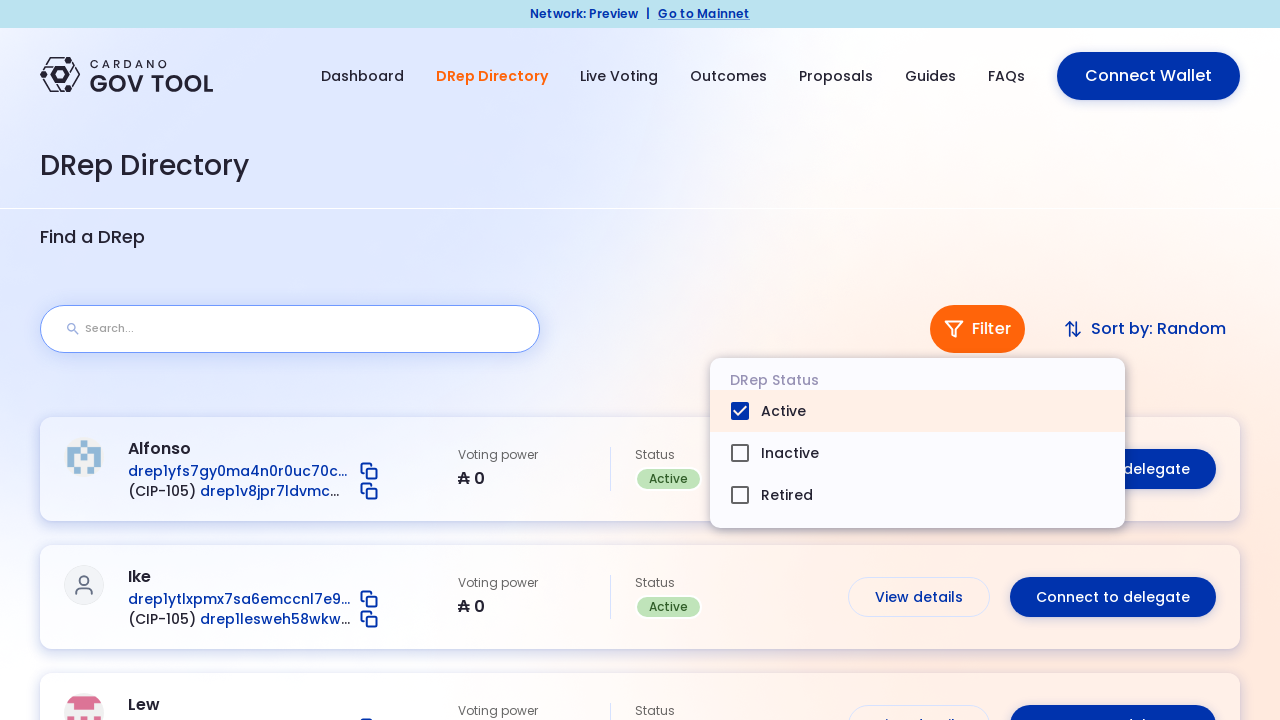 Network: Preview | Go to Mainnet
CARDANO
GOV TOOL
Dashboard DRep Directory Live Voting Outcomes Proposals Guides FAQs Connect Wallet
DRep Directory
Find a DRep
Search...
Filter
Sort by: Random
DRep Status
Active
Inactive
Retired
Alfonso
drep1yfs7gy0ma4n0r0uc70c...
(CIP-105) drep1v8jpr7ldvmc...
Voting power
₳ 0
Status
Active
delegate
Ike
drep1ytlxpmx7sa6emccnl7e9...
(CIP-105) drep1lesweh58wkw...
Voting power
₳ 0
Status
Active
View details
Connect to delegate
Lew
Voting power
Status